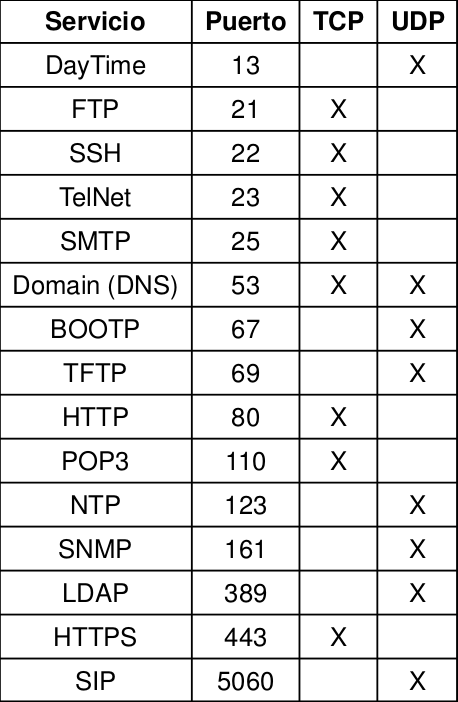 Servicio Puerto TCP UDP
DayTime 13 X
FTP 21 X
SSH 22 X
TelNet 23 X
SMTP 25 X
Domain (DNS) 53 X X
BOOTP 67 X
TFTP 69 X
HTTP 80 X
POP3 110 X
NTP 123 X
SNMP 161 X
LDAP 389 X
HTTPS 443 X
SIP 5060 X